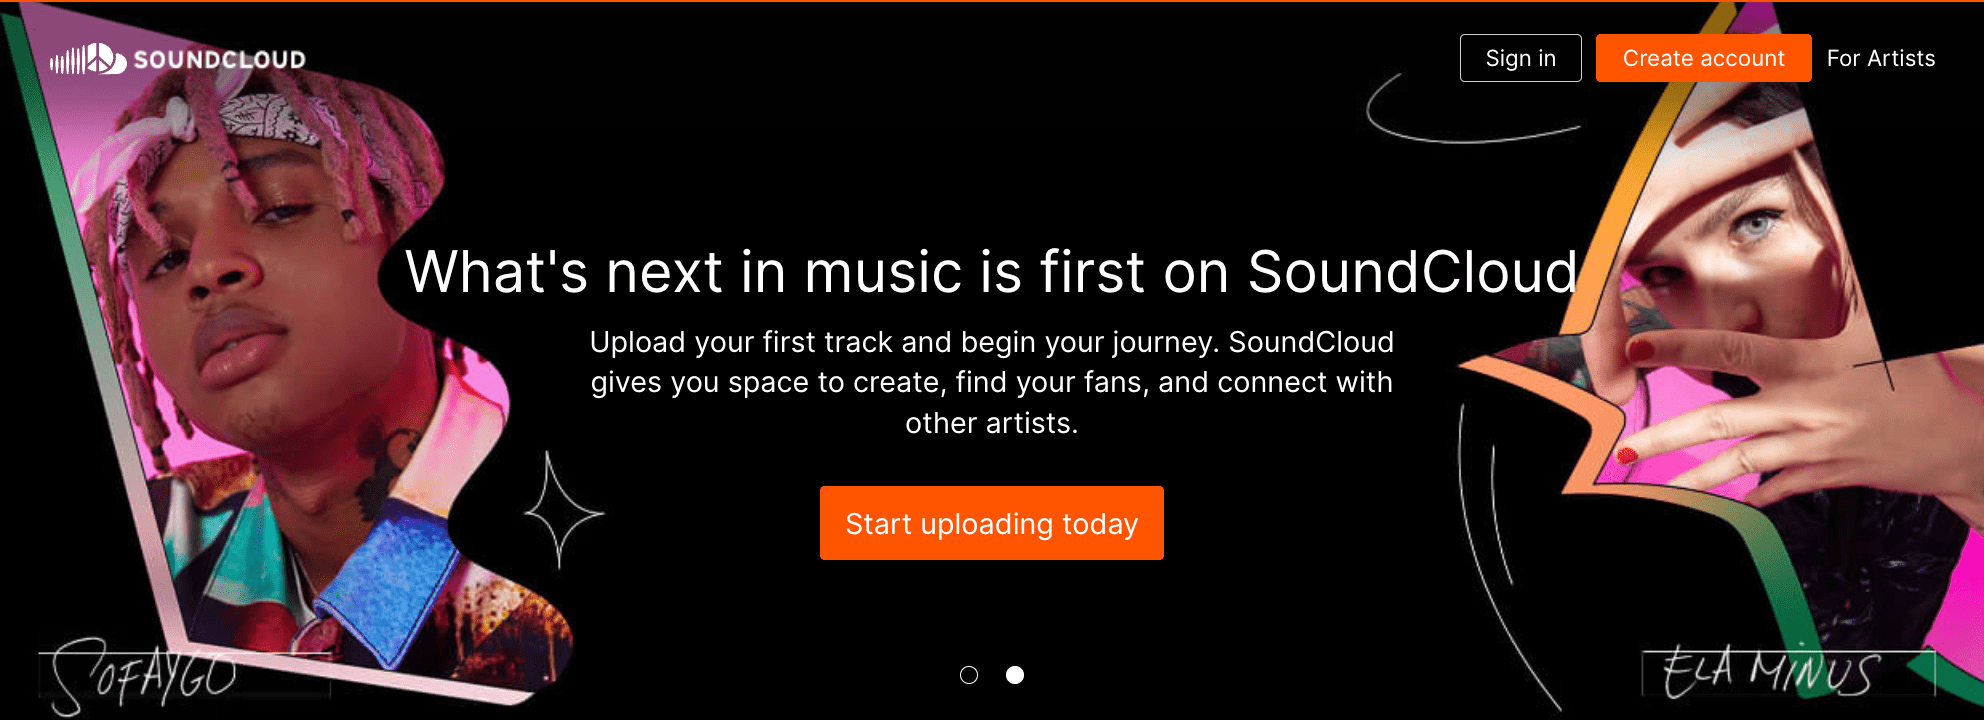 SOUNDCLOUD
Sign in
Create account
For Artists
What's next in music is first on SoundCloud
Upload your first track and begin your journey. SoundCloud
gives you space to create, find your fans, and connect with
other artists.
Start uploading today
SOFAYGO
ELA MINUS